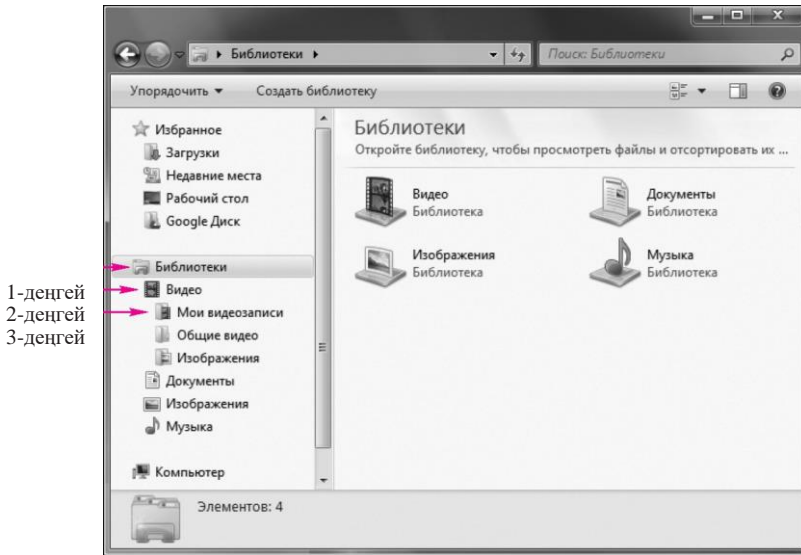 Библиотеки
Поиск: Библиотеки
Упорядочить
Создать библиотеку
Избранное
Загрузки
Недавние места
Рабочий стол
Google Диск
Библиотеки
Видео
Мои видеозаписи
Общие видео
Изображения
Документы
Изображения
Музыка
Компьютер
1-деңгей
2-деңгей
3-деңгей
Библиотеки
Откройте библиотеку, чтобы просмотреть файлы и отсортировать их ...
Видео
Библиотека
Документы
Библиотека
Изображения
Библиотека
Музыка
Библиотека
Элементов: 4